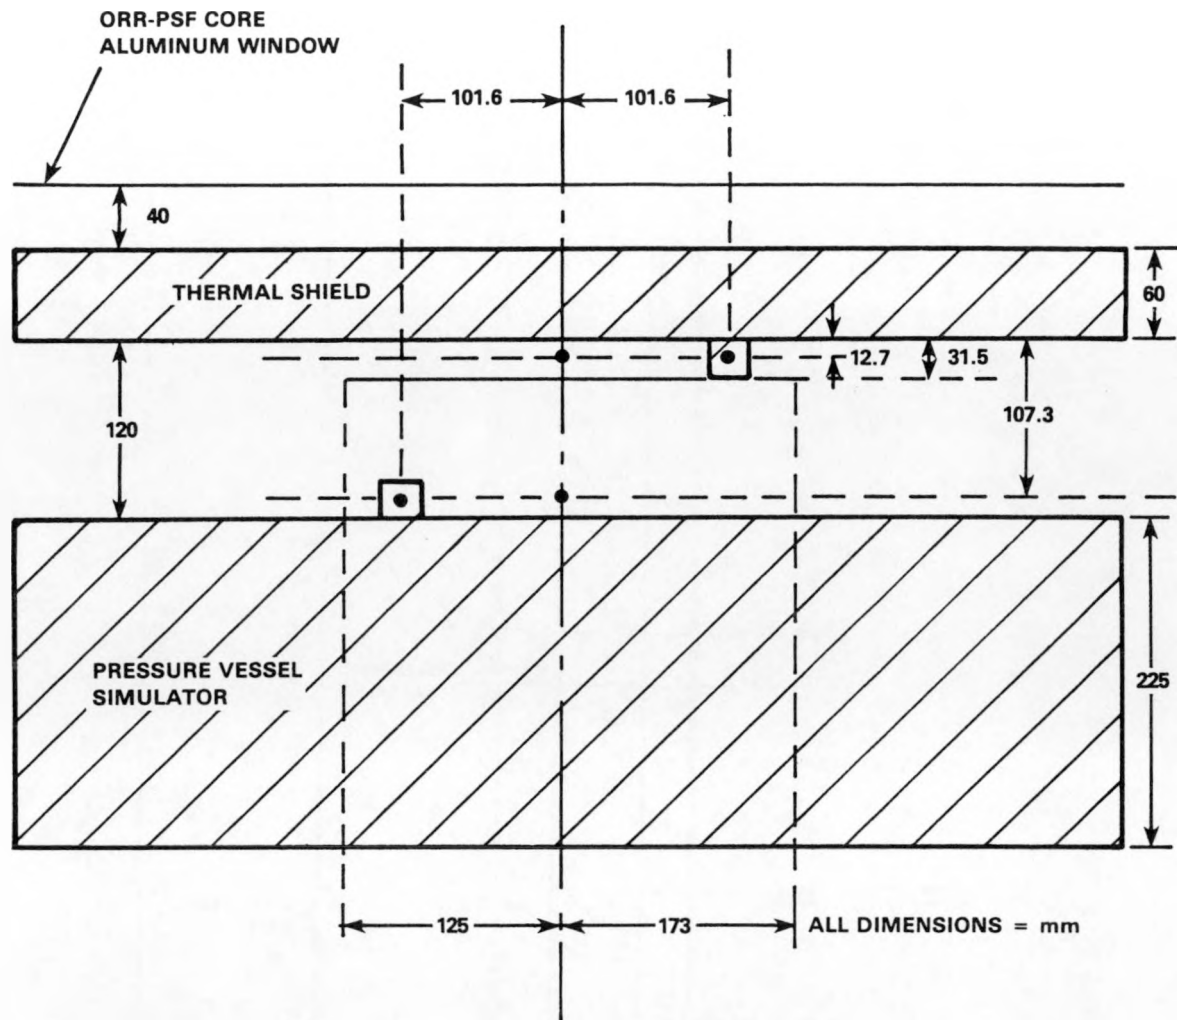 ORR-PSF CORE
ALUMINUM WINDOW
101.6
101.6
40
THERMAL SHIELD
60
12.7
31.5
120
107.3
PRESSURE VESSEL
SIMULATOR
225
125
173
ALL DIMENSIONS = mm